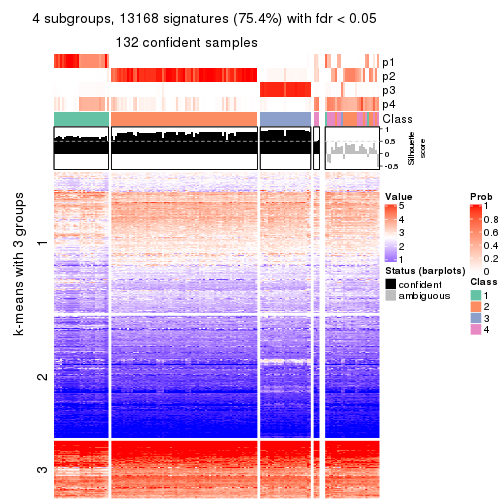 4 subgroups, 13168 signatures (75.4%) with fdr < 0.05
132 confident samples
p1
p2
p3
p4
Class
1
0.5
0
-0.5
Silhouette
score
k-means with 3 groups
1
2
3
Value
5
4
3
2
1
Status (barplots)
confident
ambiguous
Prob
1
0.8
0.6
0.4
0.2
0
Class
1
2
3
4